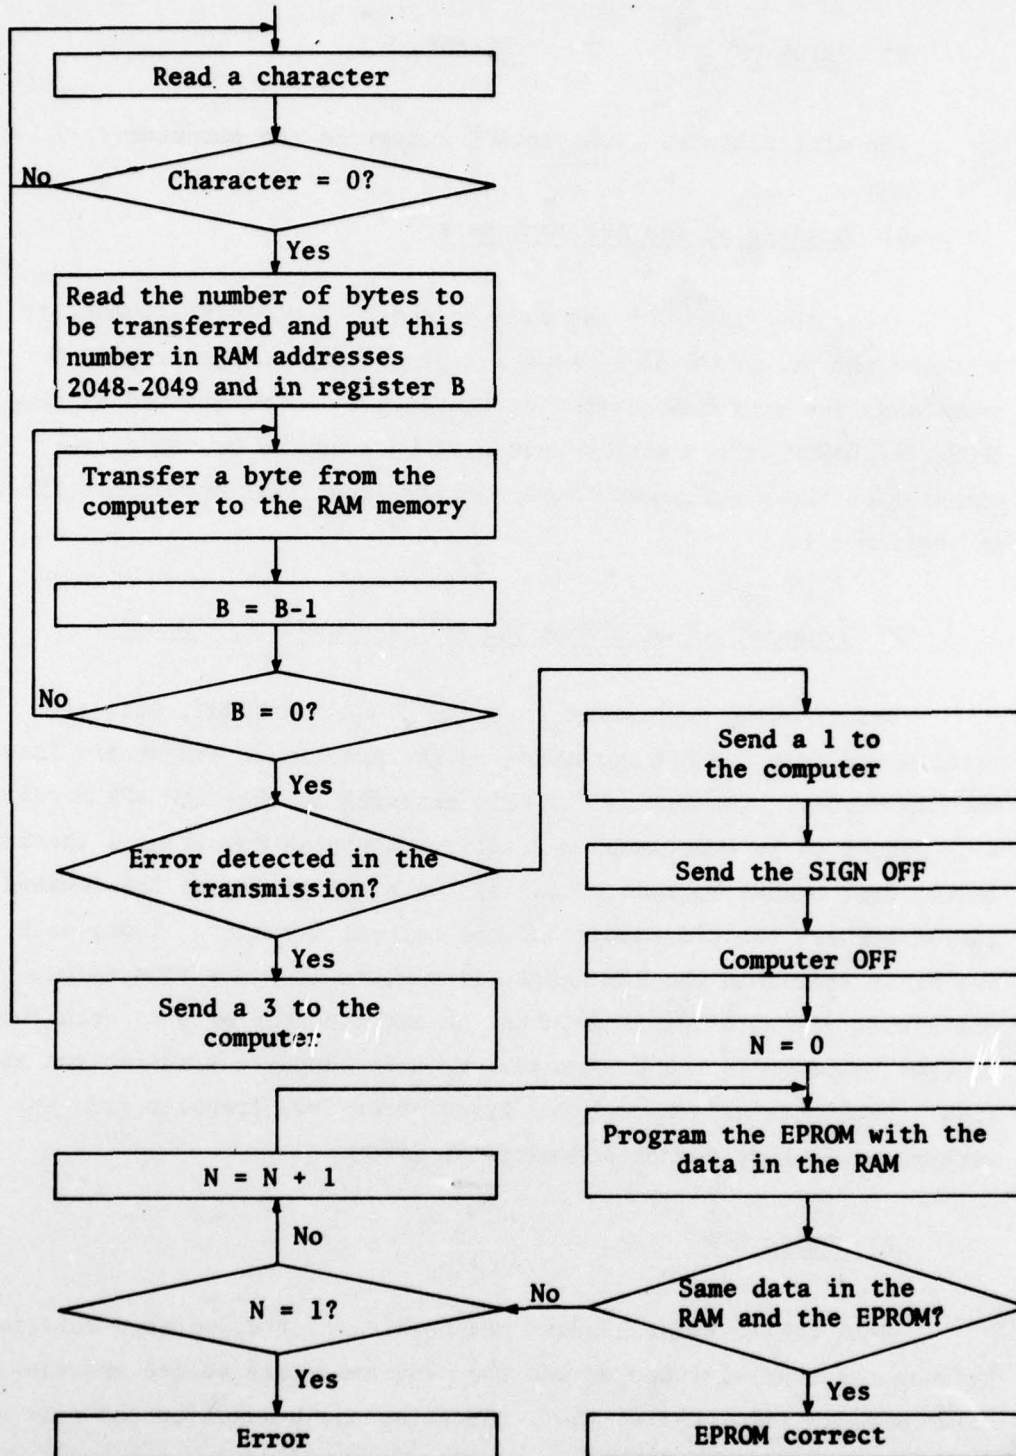 Read a character
No
Character = 0?
Yes
Read the number of bytes to
be transferred and put this
number in RAM addresses
2048-2049 and in register B
Transfer a byte from the
computer to the RAM memory
B = B-1
No
B = 0?
Yes
Error detected in the
transmission?
Yes
Send a 3 to the
computer
Send a 1 to
the computer
Send the SIGN OFF
Computer OFF
N = 0
Program the EPROM with the
data in the RAM
Same data in the
RAM and the EPROM?
No
Yes
EPROM correct
N = N + 1
No
N = 1?
Yes
Error